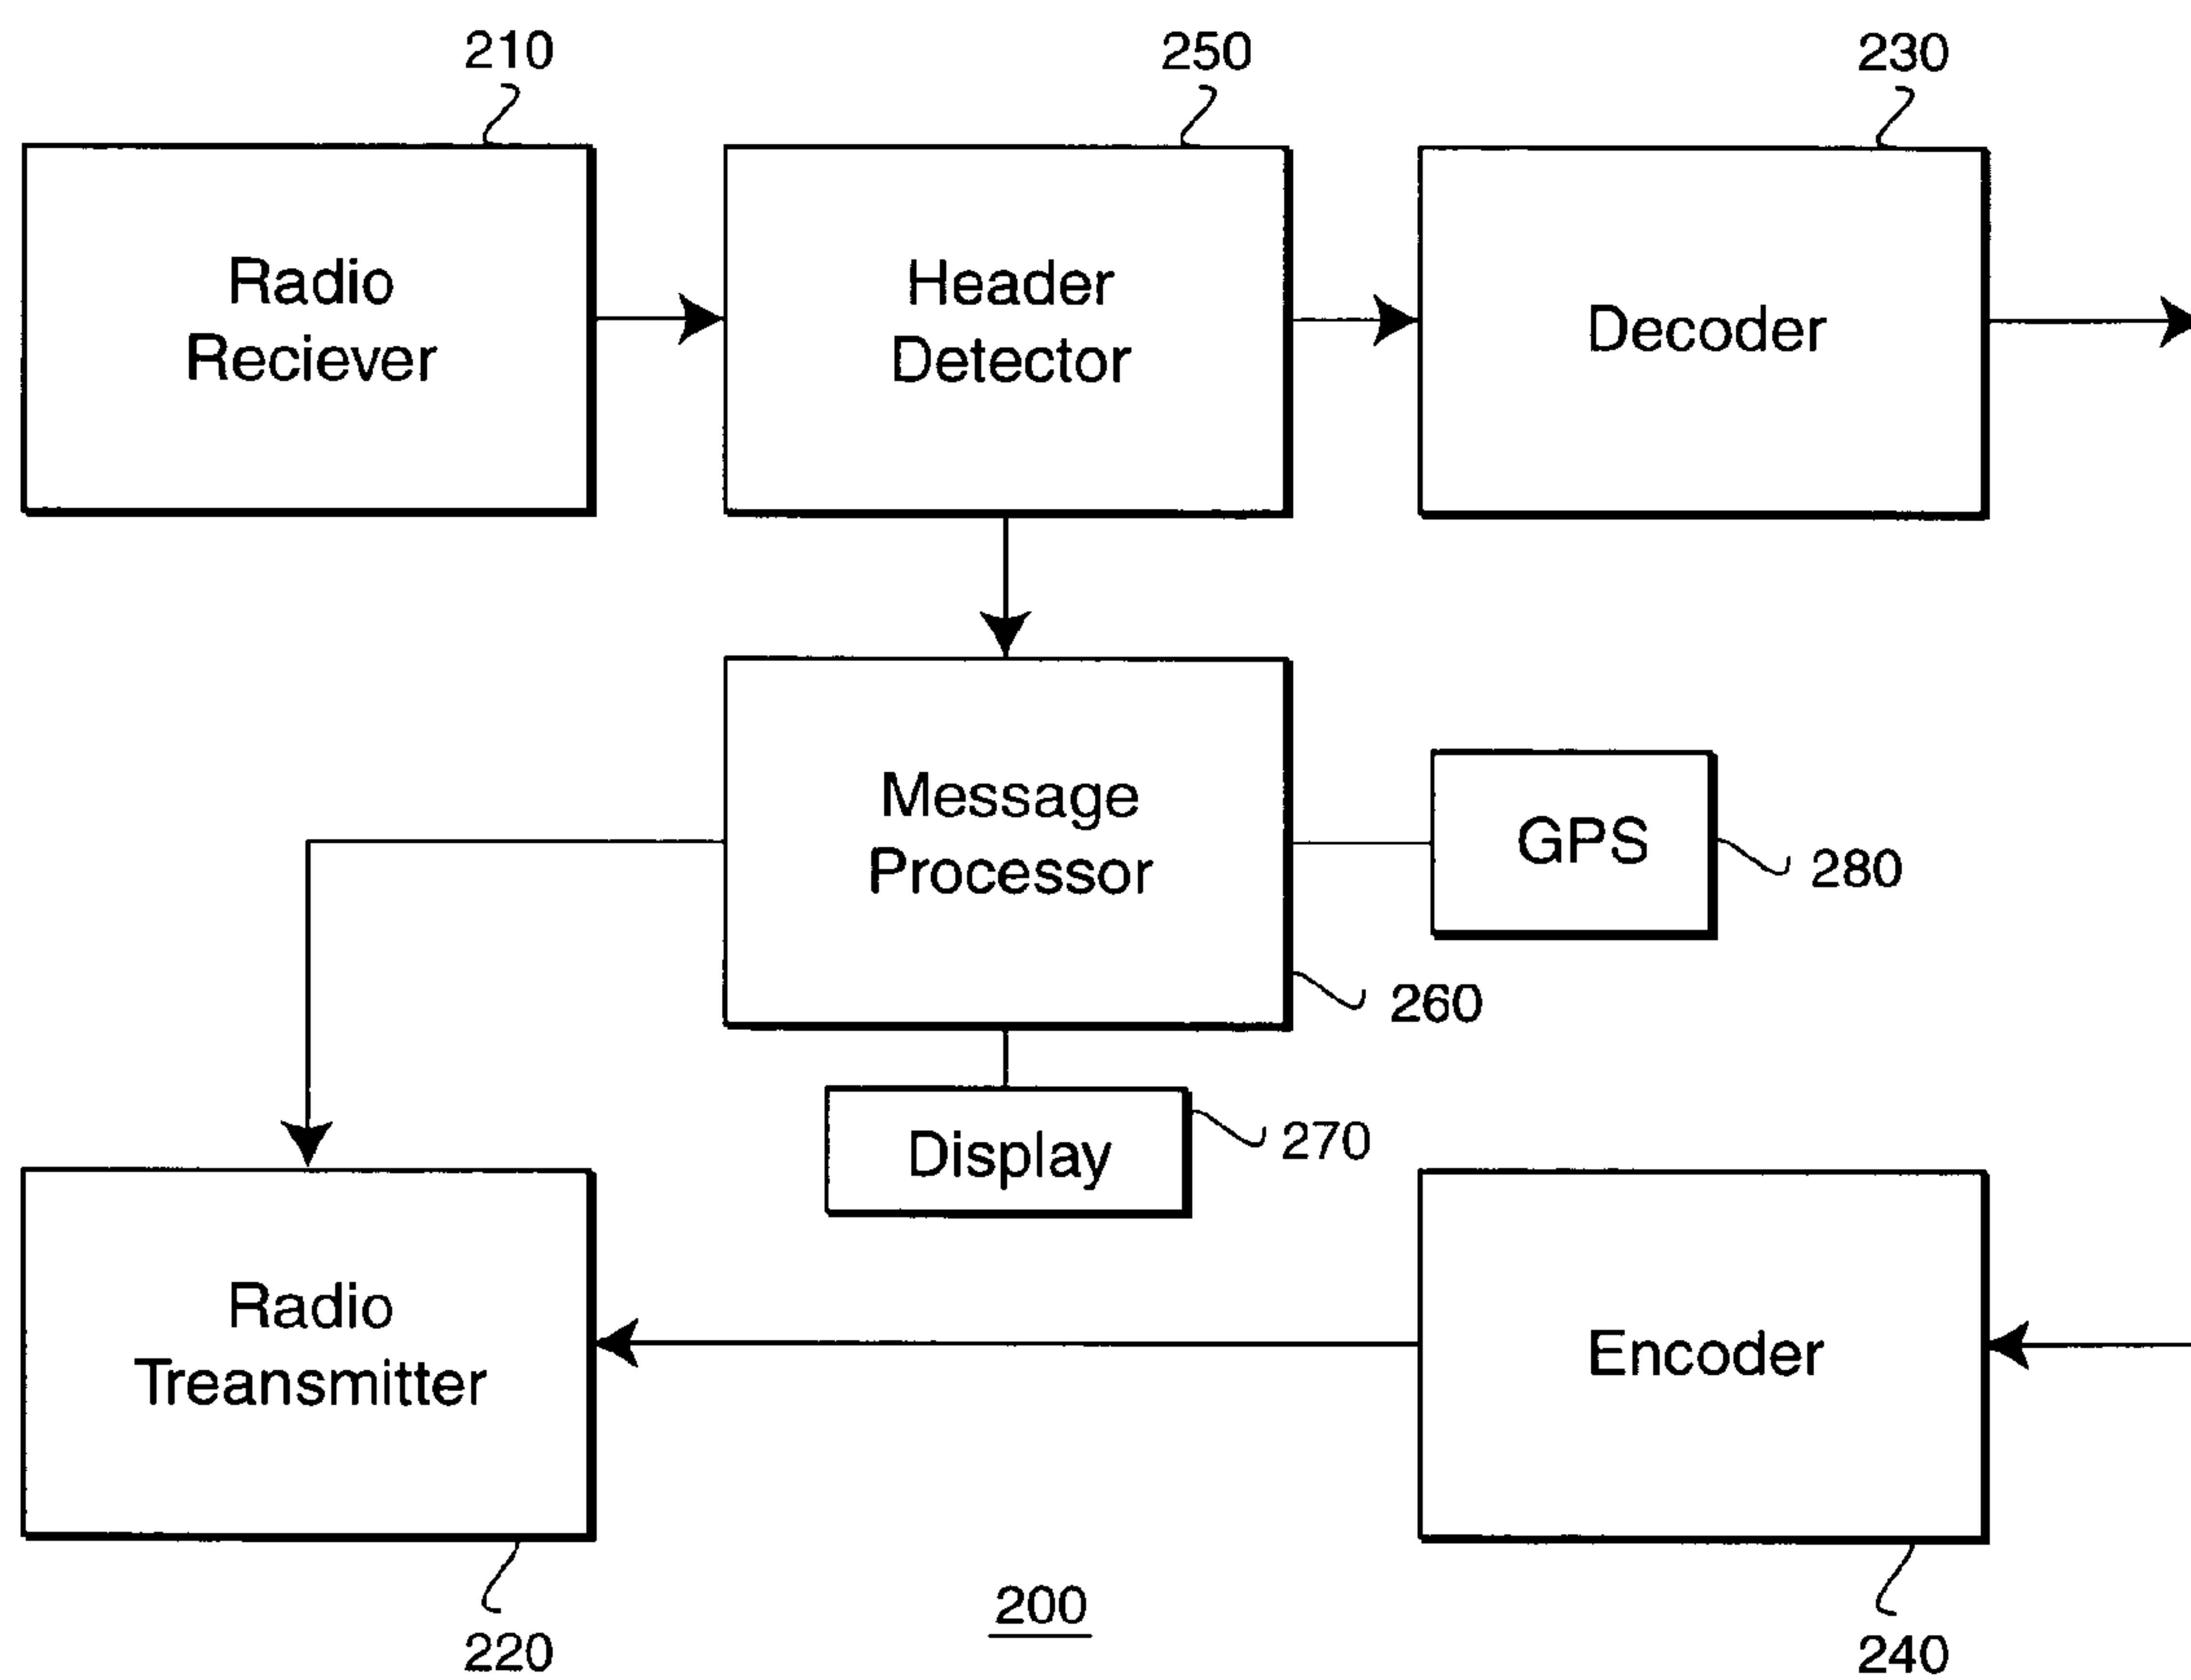 210
250
230
Radio
Reciever
Header
Detector
Decoder
Message
Processor
GPS
280
260
Display
270
Radio
Treansmitter
Encoder
220
200
240